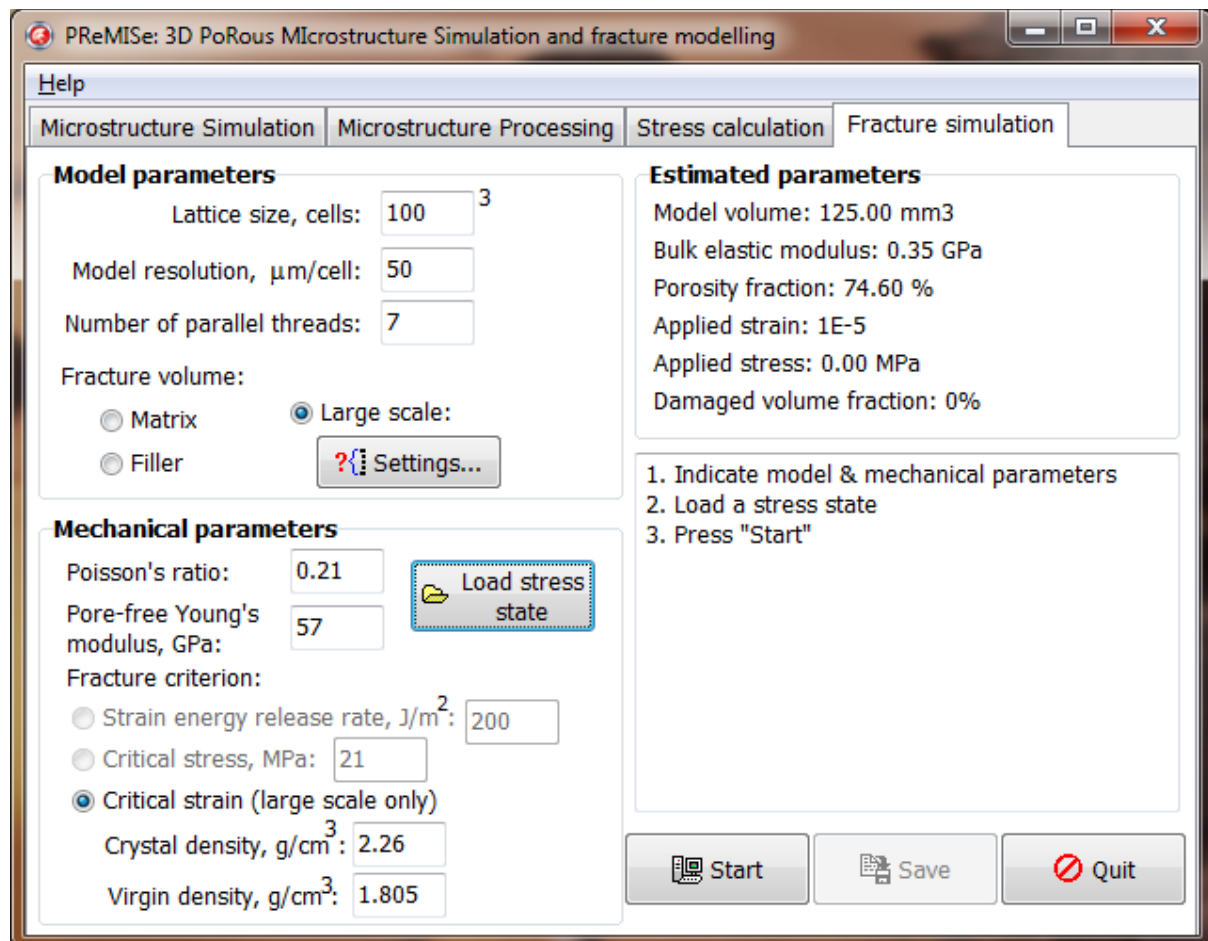 PReMISe: 3D PoRous MIcrostructure Simulation and fracture modelling
Help
Microstructure Simulation Microstructure Processing Stress calculation Fracture simulation
Model parameters
Lattice size, cells: 100 3
Model resolution, µm/cell: 50
Number of parallel threads: 7
Fracture volume:
Matrix Large scale:
Filler ?{ Settings...
Mechanical parameters
Poisson's ratio: 0.21
Load stress
state
Pore-free Young's
modulus, GPa: 57
Fracture criterion:
Strain energy release rate, J/m²: 200
Critical stress, MPa: 21
Critical strain (large scale only)
Crystal density, g/cm³: 2.26
Virgin density, g/cm³: 1.805
Estimated parameters
Model volume: 125.00 mm3
Bulk elastic modulus: 0.35 GPa
Porosity fraction: 74.60 %
Applied strain: 1E-5
Applied stress: 0.00 MPa
Damaged volume fraction: 0%
1. Indicate model & mechanical parameters
2. Load a stress state
3. Press "Start"
Start Save Quit